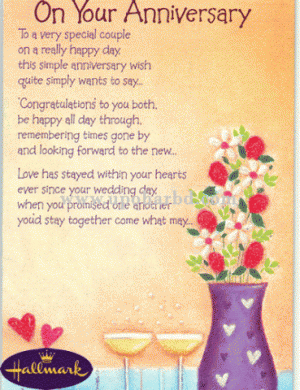 On Your Anniversary
To a very special couple
on a really happy day
this simple anniversary wish
quite simply wants to say...
'Congratulations' to you both,
be happy all day through,
remembering times gone by
and looking forward to the new...
Love has stayed within your hearts
ever since your wedding day
when you promised one another
you'd stay together come what may...
Hallmark